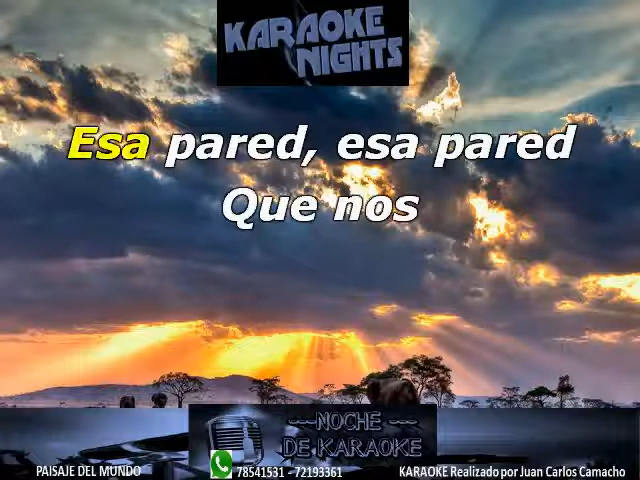 KARAOKE
NIGHTS
Esa pared, esa pared
Que nos
---NOCHE ---
DE KARAOKE
PAISAJE DEL MUNDO
78541531 - 72193361
KARAOKE Realizado por Juan Carlos Camacho